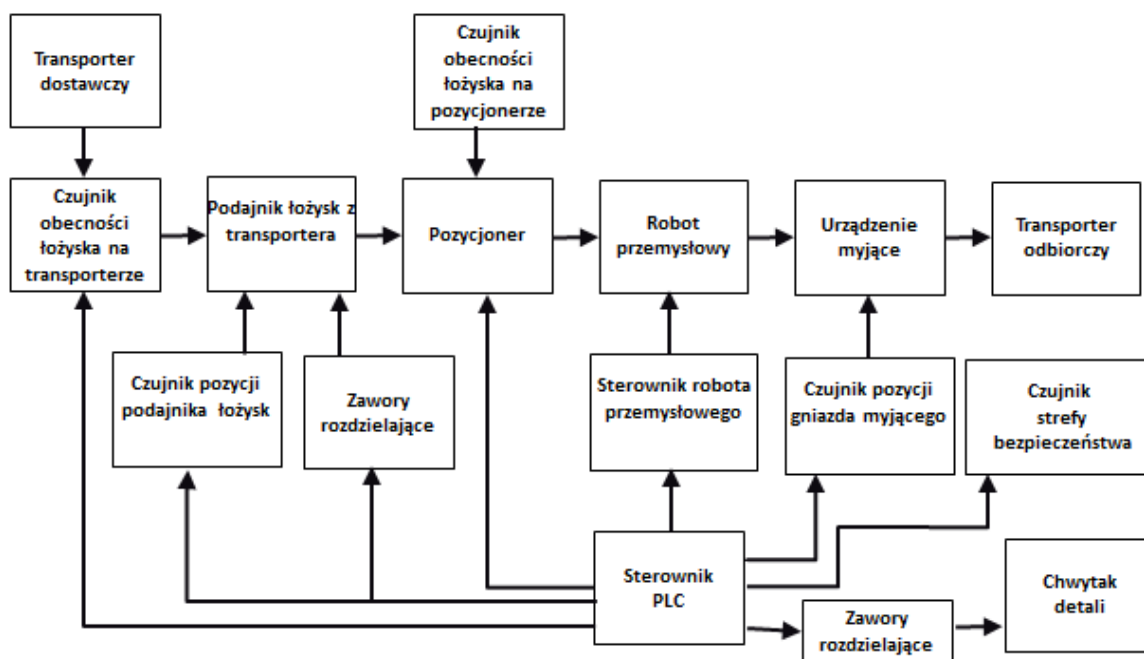 Transporter
dostawczy
Czujnik
obecności
łożyska na
pozycjonerze
Czujnik
obecności
łożyska na
transporterze
Podajnik łożysk z
transportera
Pozycjoner
Robot
przemysłowy
Urządzenie
myjące
Transporter
odbiorczy
Czujnik pozycji
podajnika łożysk
Zawory
rozdzielające
Sterownik robota
przemysłowego
Czujnik pozycji
gniazda myjącego
Czujnik
strefy
bezpieczeństwa
Sterownik
PLC
Zawory
rozdzielające
Chwytak
detali